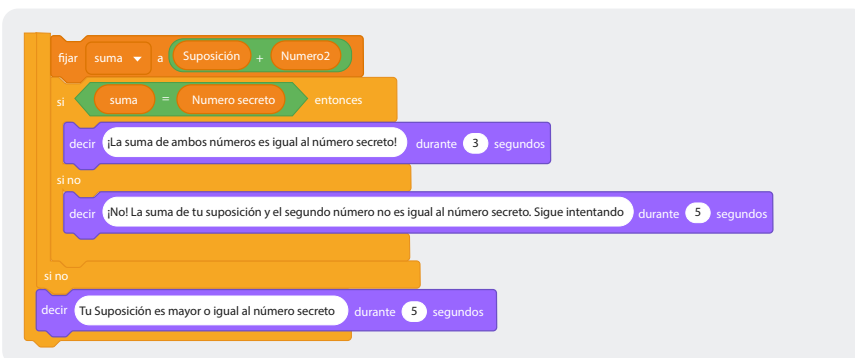 fijar suma a Suposición + Numero2
si suma = Numero secreto entonces
decir ¡La suma de ambos números es igual al número secreto! durante 3 segundos
si no
decir ¡No! La suma de tu suposición y el segundo número no es igual al número secreto. Sigue intentando durante 5 segundos
si no
decir Tu Suposición es mayor o igual al número secreto durante 5 segundos